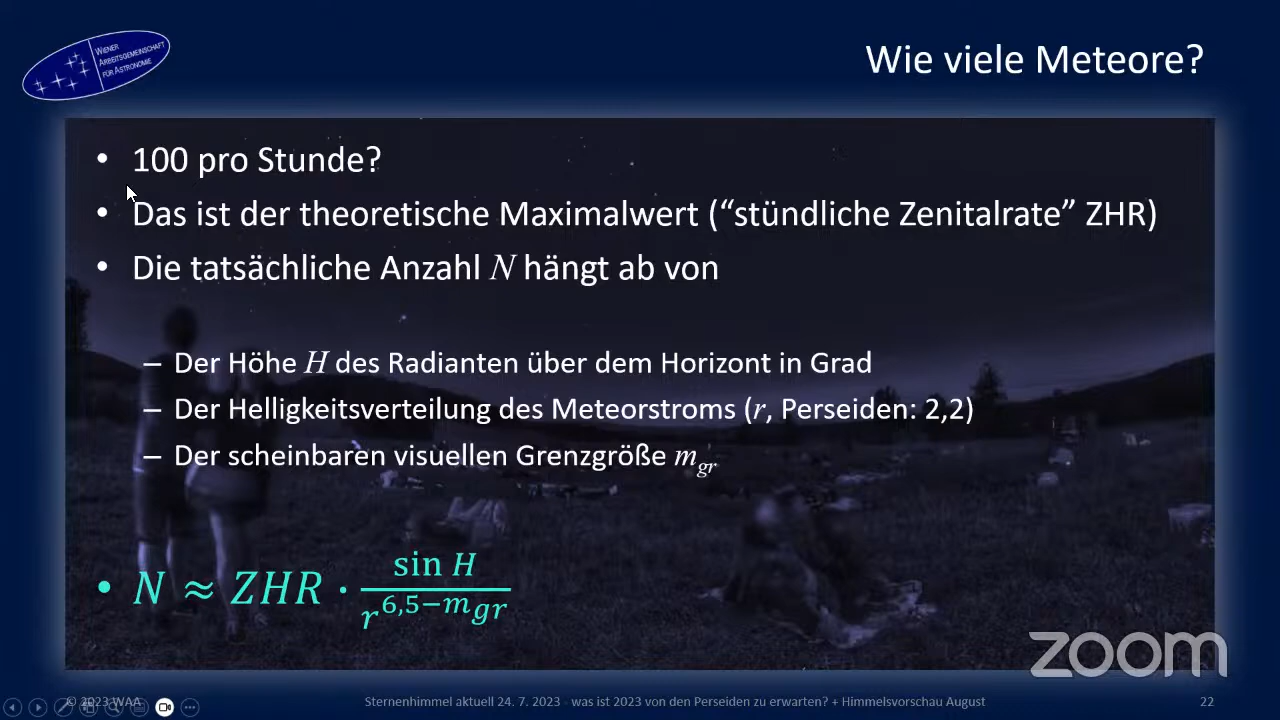 WIENER
ARBEITSGEMEINSCHAFT
FÜR ASTRONOMIE
Wie viele Meteore?
• 100 pro Stunde?
• Das ist der theoretische Maximalwert (“stündliche Zenitalrate” ZHR)
• Die tatsächliche Anzahl N hängt ab von
– Der Höhe H des Radianten über dem Horizont in Grad
– Der Helligkeitsverteilung des Meteorstroms (r, Perseiden: 2,2)
– Der scheinbaren visuellen Grenzgröße m_gr
• N ≈ ZHR · sin H / r^(6,5−m_gr)
zoom
© 2023 WAA
Sternenhimmel aktuell 24. 7. 2023 - was ist 2023 von den Perseiden zu erwarten? + Himmelsvorschau August
22